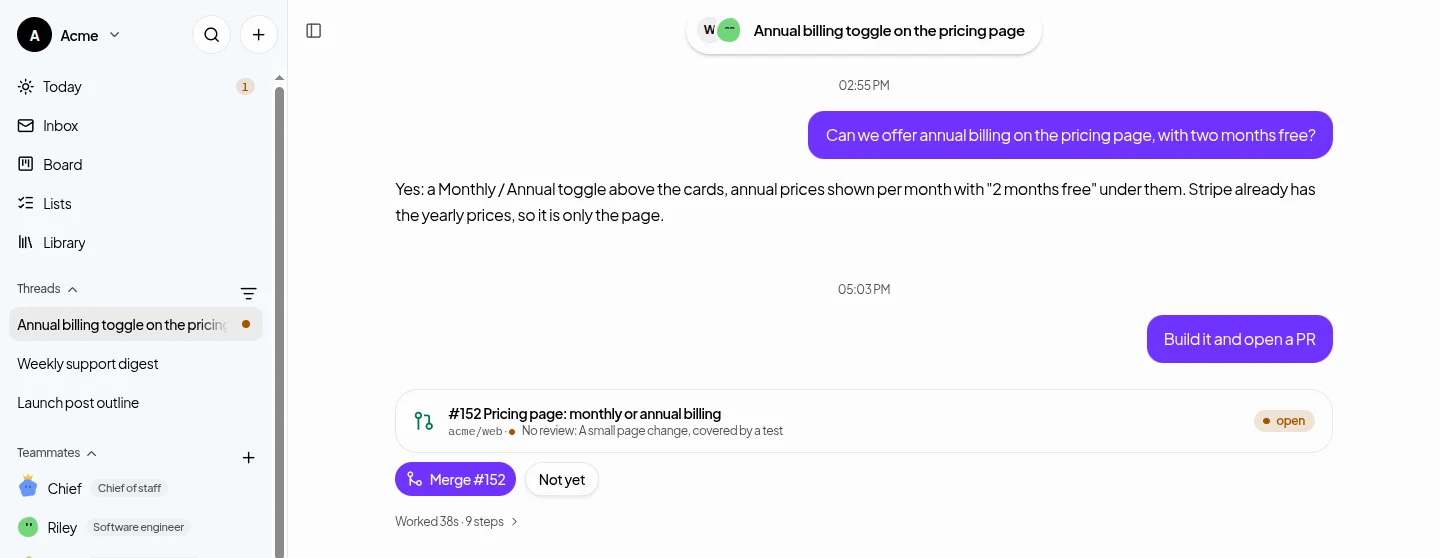 A Acme
Today 1
Inbox
Board
Lists
Library
Threads
Annual billing toggle on the pricing
Weekly support digest
Launch post outline
Teammates
Chief Chief of staff
Riley Software engineer
W Annual billing toggle on the pricing page
02:55 PM
Can we offer annual billing on the pricing page, with two months free?
Yes: a Monthly / Annual toggle above the cards, annual prices shown per month with "2 months free" under them. Stripe already has
the yearly prices, so it is only the page.
05:03 PM
Build it and open a PR
#152 Pricing page: monthly or annual billing
acme/web · No review: A small page change, covered by a test
open
Merge #152 Not yet
Worked 38s · 9 steps